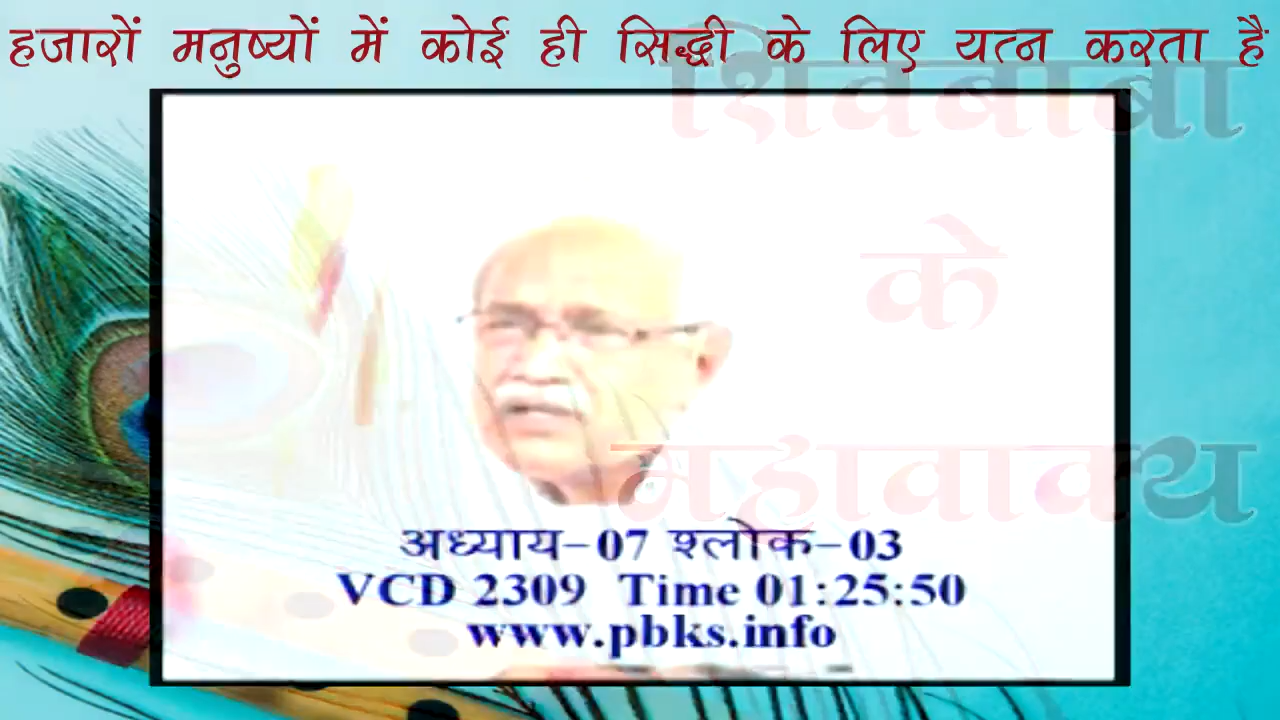 हजारों मनुष्यों में कोई ही सिद्धी के लिए यत्न करता है
शिवबाबा
के
महावाक्य
अध्याय-07 श्लोक-03
VCD 2309 Time 01:25:50
www.pbks.info